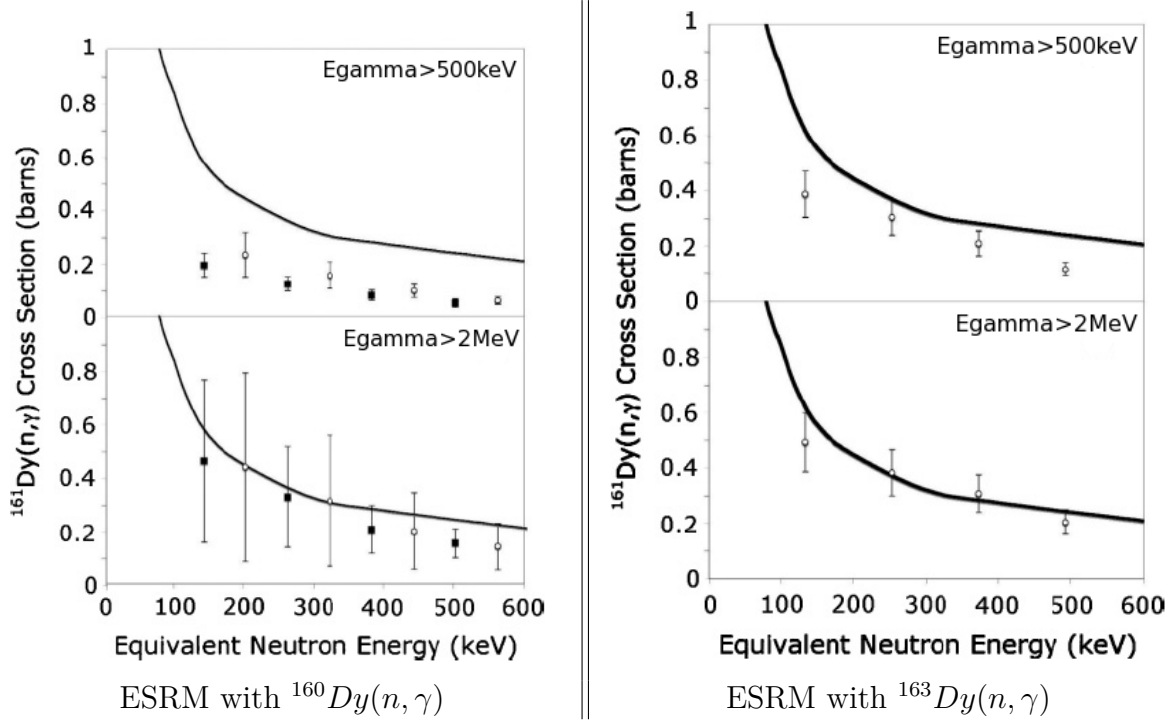 1
0.8
0.6
0.4
0.2
0
0.8
0.6
0.4
0.2
0
Egamma>500keV
Egamma>2MeV
¹⁶¹Dy(n,γ) Cross Section (barns)
0 100 200 300 400 500 600
Equivalent Neutron Energy (keV)
ESRM with ¹⁶⁰Dy(n, γ)
1
0.8
0.6
0.4
0.2
0
0.8
0.6
0.4
0.2
0
Egamma>500keV
Egamma>2MeV
¹⁶¹Dy(n,γ) Cross Section (barns)
0 100 200 300 400 500 600
Equivalent Neutron Energy (keV)
ESRM with ¹⁶³Dy(n, γ)